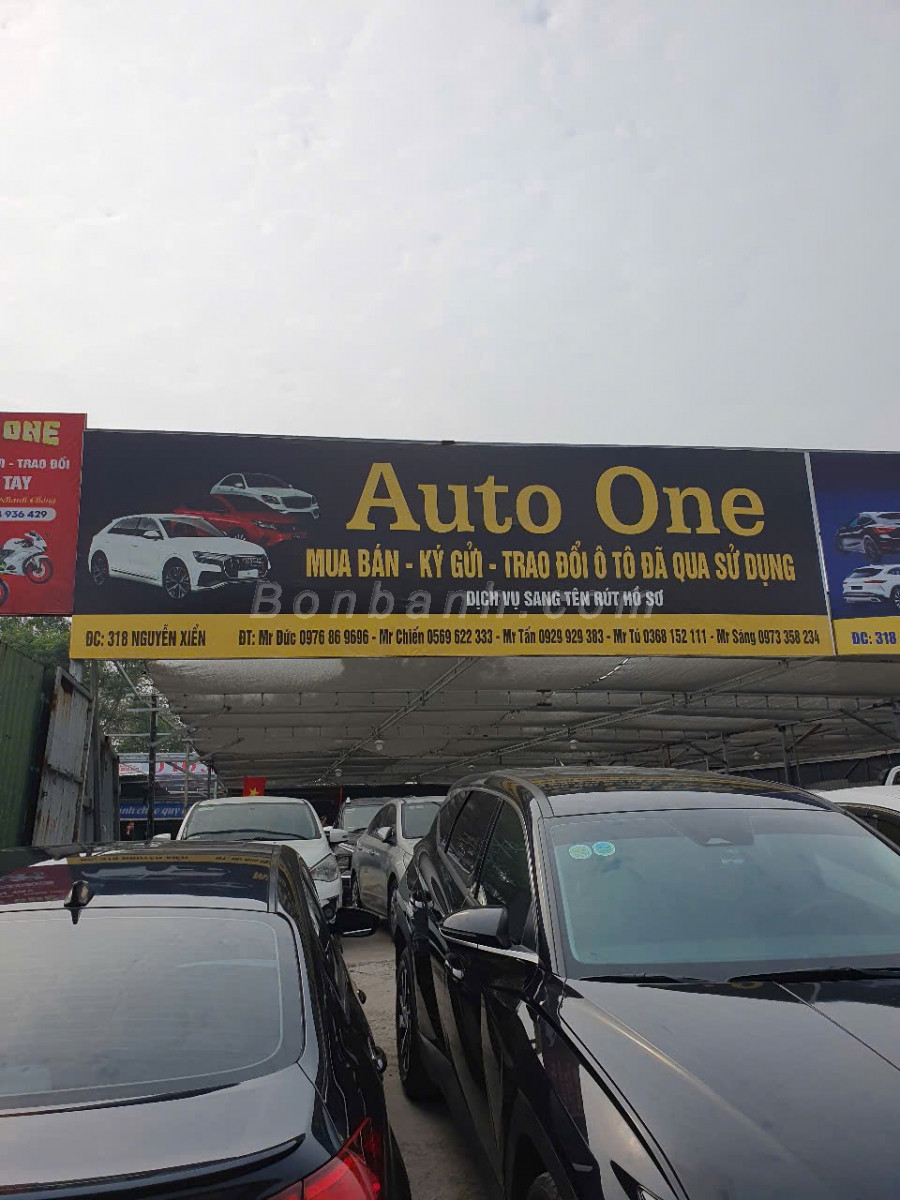 ONE
- TRAO ĐỔI
TAY
936 429
Auto One
MUA BÁN - KÝ GỬI - TRAO ĐỔI Ô TÔ ĐÃ QUA SỬ DỤNG
DỊCH VỤ SANG TÊN RÚT HỒ SƠ
Bonbanh.com
ĐC: 318 NGUYỄN XIỂN ĐT: Mr Đức 0976 86 9696 - Mr Chiến 0569 622 333 - Mr Tấn 0929 929 383 - Mr Tú 0368 152 111 - Mr Sáng 0973 358 234
ĐC: 318